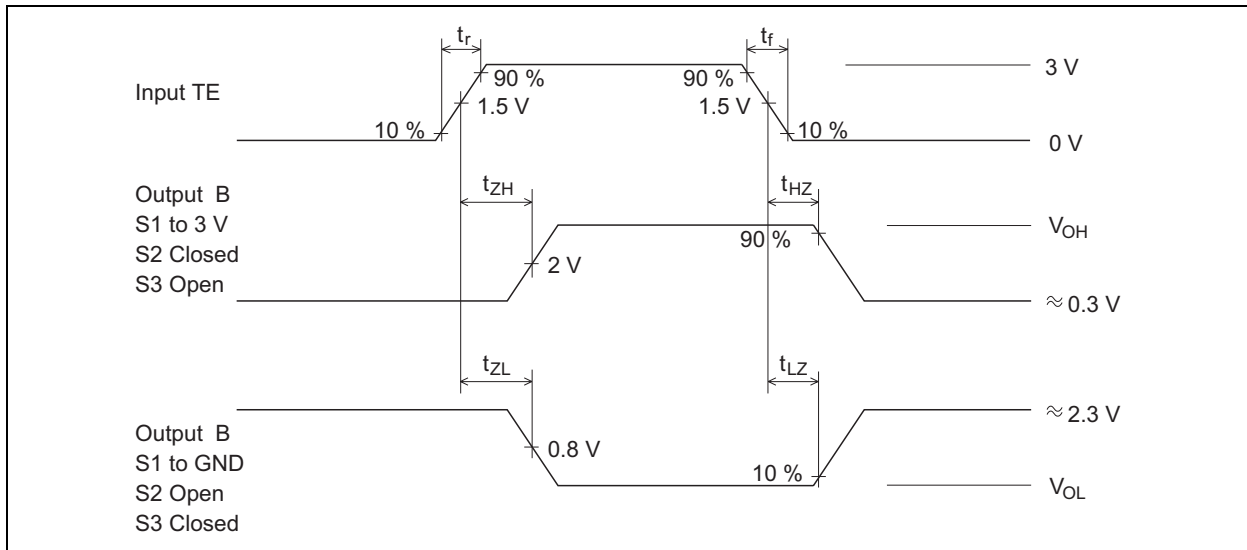 tr
tf
90 %
90 %
3 V
Input TE
1.5 V
1.5 V
10 %
10 %
0 V
Output B
S1 to 3 V
S2 Closed
S3 Open
tZH
tHZ
90 %
VOH
2 V
≈ 0.3 V
tZL
tLZ
≈ 2.3 V
Output B
S1 to GND
S2 Open
S3 Closed
0.8 V
10 %
VOL